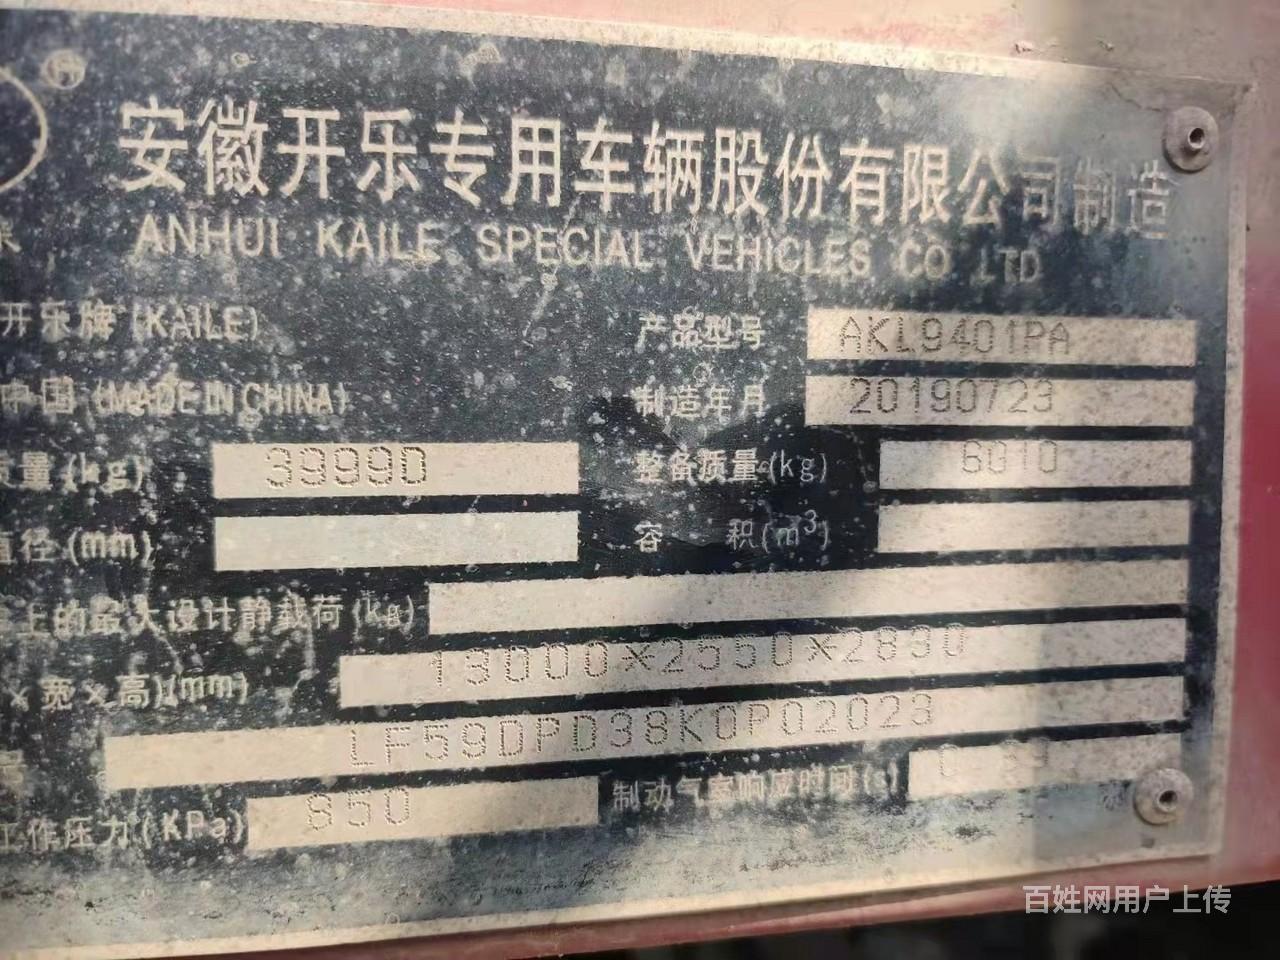 ®
安徽开乐专用车辆股份有限公司制造
ANHUI KAILE SPECIAL VEHICLES CO LTD
开乐牌(KAILE) 产品型号 AKL9401PA
中国 (MADE IN CHINA) 制造年月 20190723
质量(kg) 39990 整备质量(kg) 6010
直径(mm) 容 积(m³)
上的最大设计静载荷(kg)
×宽×高)(mm) 13000*2550*2830
号 LF59DPD38K0P02023
工作压力(KPa) 850 制动气室响应时间(s)
百姓网用户上传